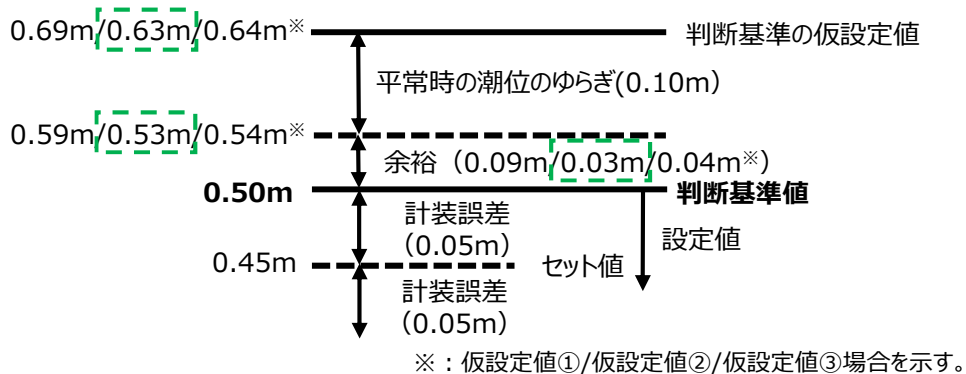 0.69m/0.63m/0.64m※
判断基準の仮設定値
平常時の潮位のゆらぎ(0.10m)
0.59m/0.53m/0.54m※
余裕（0.09m/0.03m/0.04m※）
0.50m
判断基準値
計装誤差
（0.05m）
設定値
0.45m
セット値
計装誤差
（0.05m）
※：仮設定値①/仮設定値②/仮設定値③場合を示す。